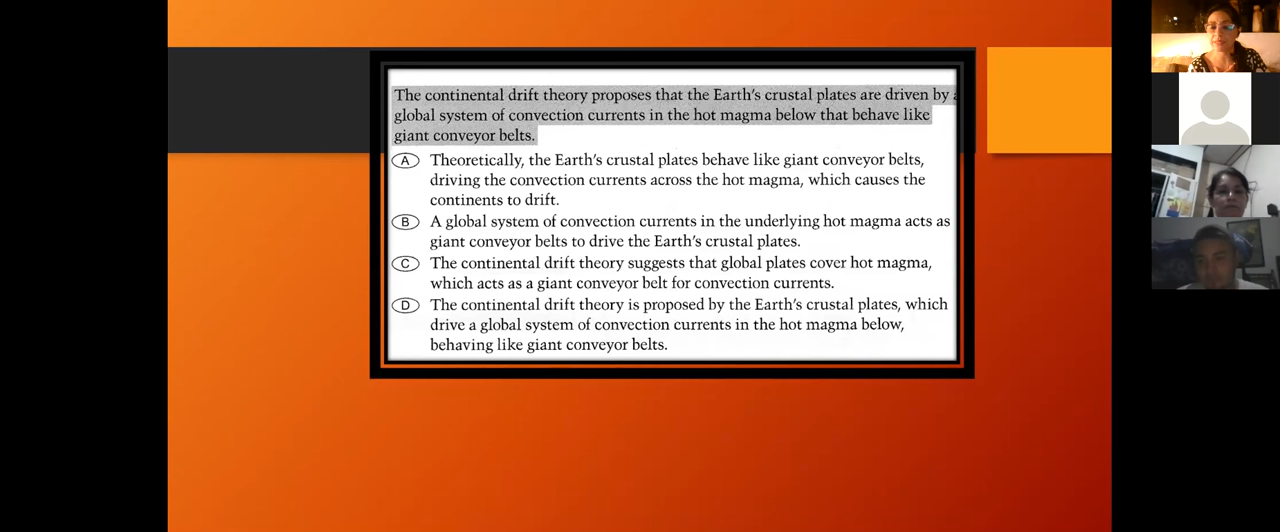 The continental drift theory proposes that the Earth's crustal plates are driven by a
global system of convection currents in the hot magma below that behave like
giant conveyor belts.
A Theoretically, the Earth's crustal plates behave like giant conveyor belts,
driving the convection currents across the hot magma, which causes the
continents to drift.
B A global system of convection currents in the underlying hot magma acts as
giant conveyor belts to drive the Earth's crustal plates.
C The continental drift theory suggests that global plates cover hot magma,
which acts as a giant conveyor belt for convection currents.
D The continental drift theory is proposed by the Earth's crustal plates, which
drive a global system of convection currents in the hot magma below,
behaving like giant conveyor belts.